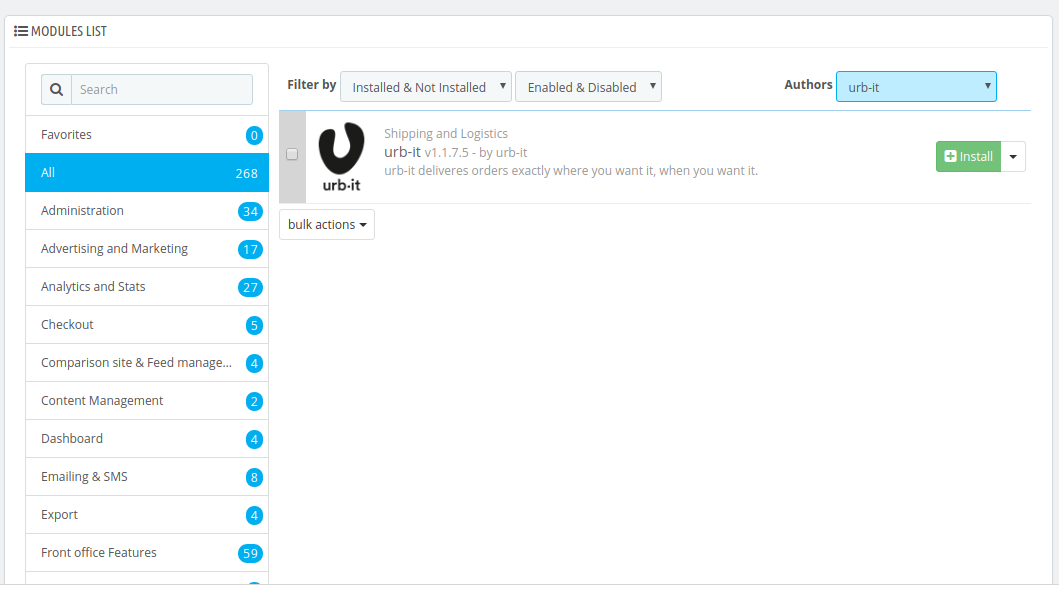 MODULES LIST
Search
Favorites 0
All 268
Administration 34
Advertising and Marketing 17
Analytics and Stats 27
Checkout 5
Comparison site & Feed manage... 4
Content Management 2
Dashboard 4
Emailing & SMS 8
Export 4
Front office Features 59
Filter by Installed & Not Installed Enabled & Disabled Authors urb-it
urb·it
Shipping and Logistics
urb-it v1.1.7.5 - by urb-it
urb-it deliveres orders exactly where you want it, when you want it.
Install
bulk actions